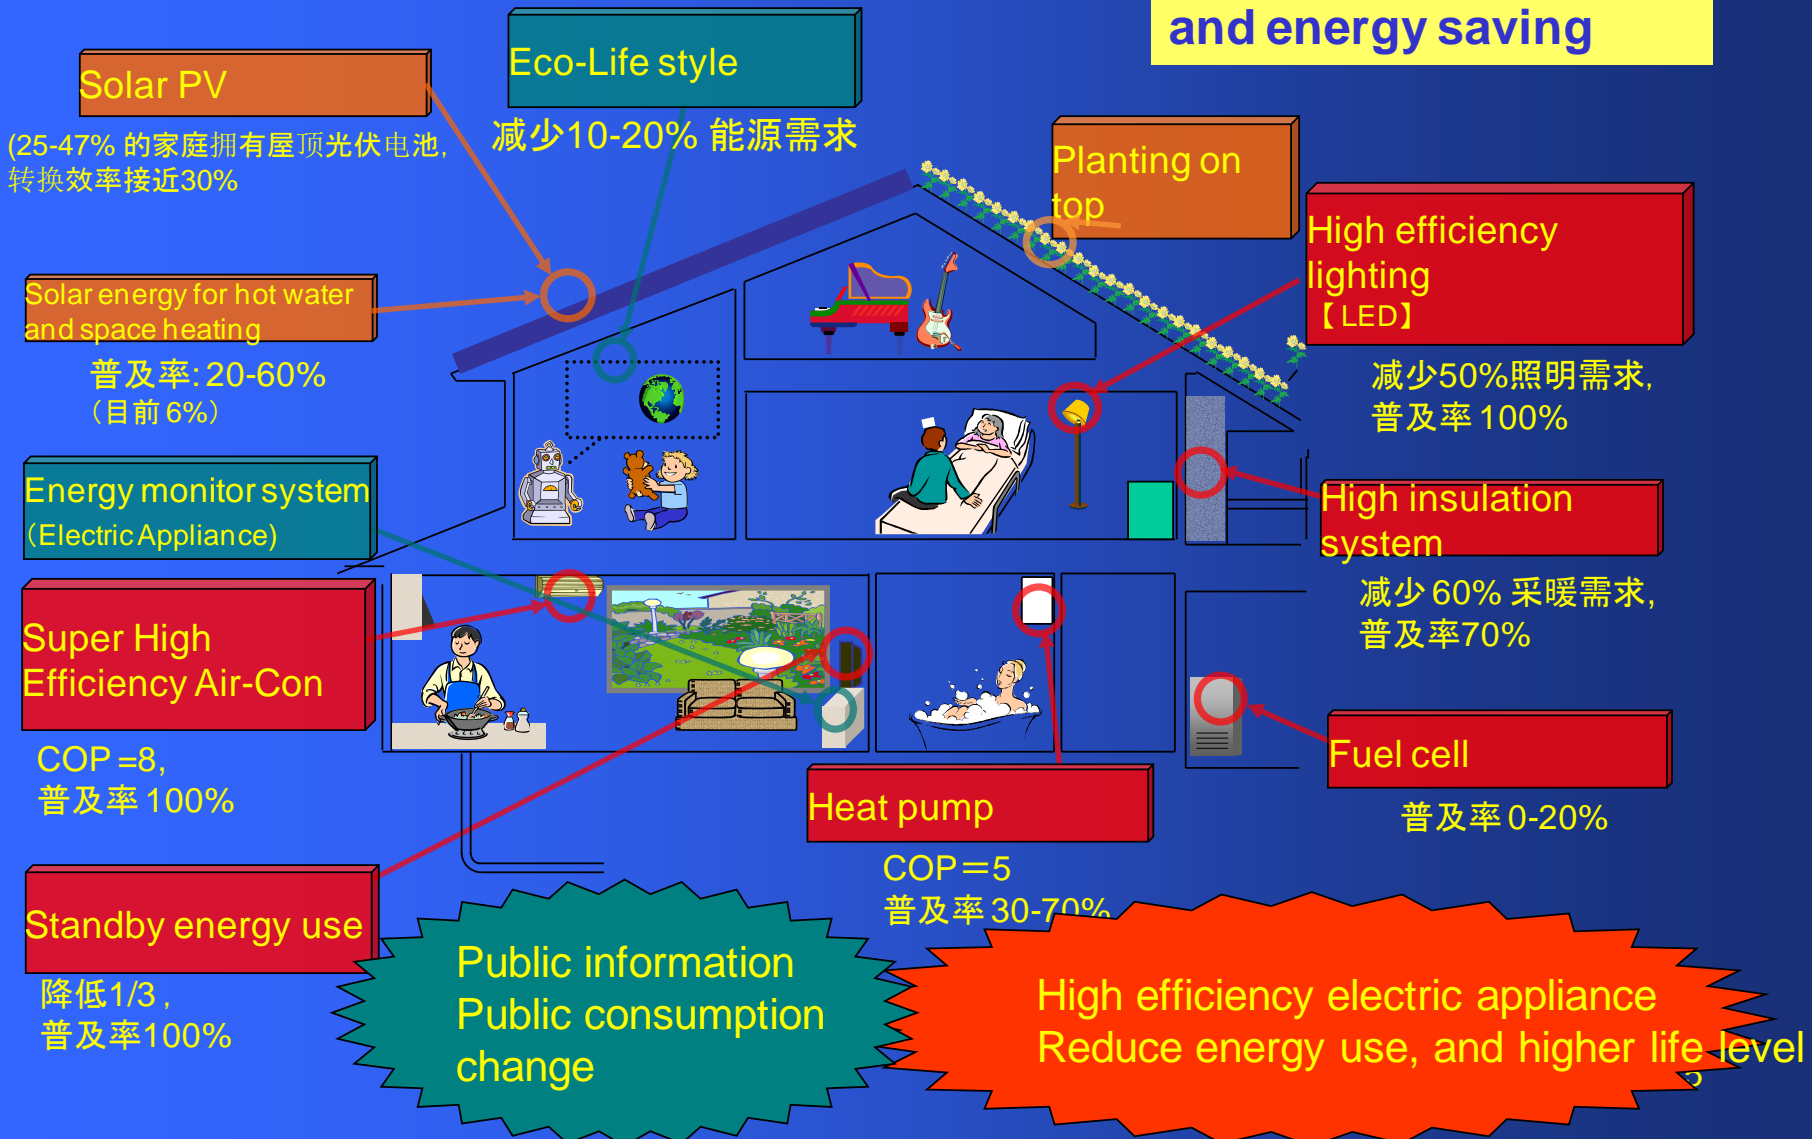 and energy saving
Eco-Life style
减少10-20% 能源需求
Solar PV
(25-47% 的家庭拥有屋顶光伏电池,
转换效率接近30%
Planting on
top
High efficiency
lighting
【LED】
减少50%照明需求,
普及率 100%
Solar energy for hot water
and space heating
普及率: 20-60%
（目前 6%）
Energy monitor system
（Electric Appliance)
High insulation
system
减少 60% 采暖需求,
普及率70%
Super High
Efficiency Air-Con
COP =8,
普及率 100%
Fuel cell
普及率 0-20%
Heat pump
COP＝5
普及率 30-70%
Standby energy use
降低1/3 ,
普及率100%
Public information
Public consumption
change
High efficiency electric appliance
Reduce energy use, and higher life level